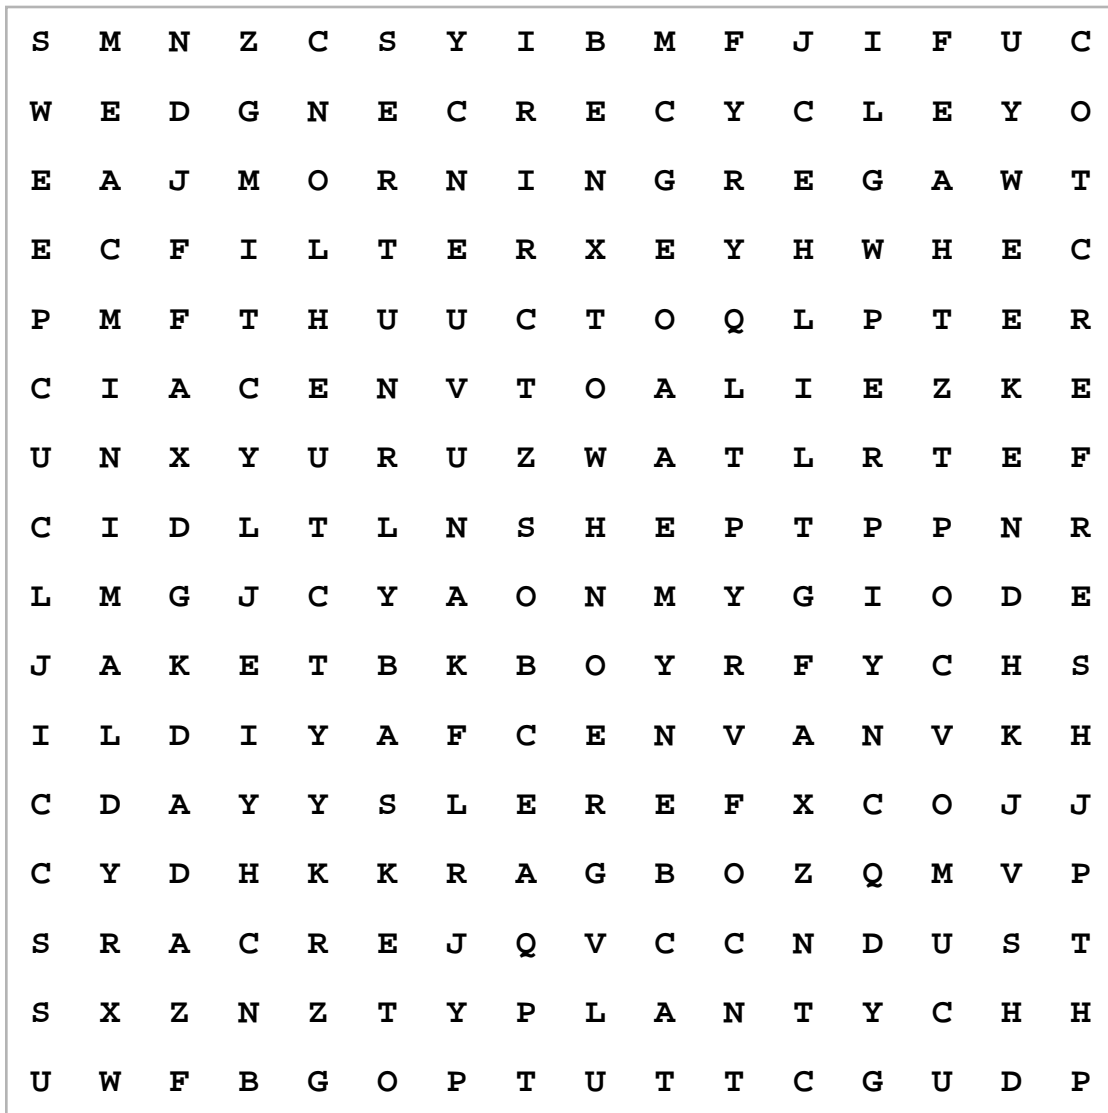 S M N Z C S Y I B M F J I F U C
W E D G N E C R E C Y C L E Y O
E A J M O R N I N G R E G A W T
E C F I L T E R X E Y H W H E C
P M F T H U U C T O Q L P T E R
C I A C E N V T O A L I E Z K E
U N X Y U R U Z W A T L R T E F
C I D L T L N S H E P T P P N R
L M G J C Y A O N M Y G I O D E
J A K E T B K B O Y R F Y C H S
I L D I Y A F C E N V A N V K H
C D A Y Y S L E R E F X C O J J
C Y D H K K R A G B O Z Q M V P
S R A C R E J Q V C C N D U S T
S X Z N Z T Y P L A N T Y C H H
U W F B G O P T U T T C G U D P